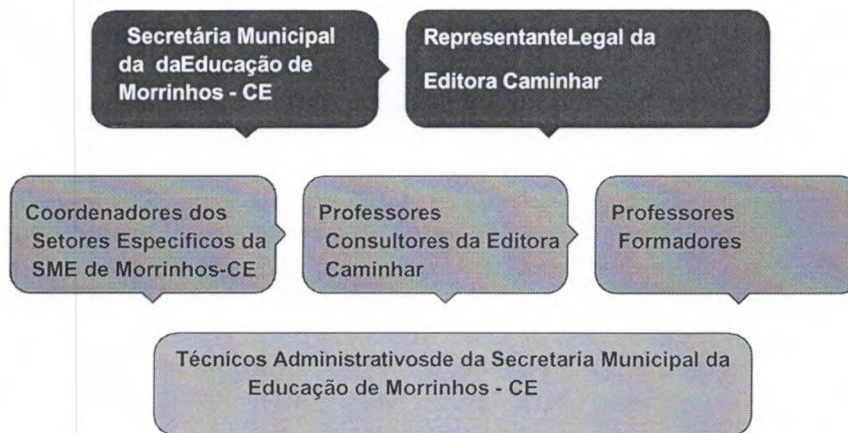 Secretária Municipal
da daEducação de
Morrinhos - CE
RepresentanteLegal da
Editora Caminhar
Coordenadores dos
Setores Específicos da
SME de Morrinhos-CE
Professores
Consultores da Editora
Caminhar
Professores
Formadores
Técnicos Administrativosde da Secretaria Municipal da
Educação de Morrinhos - CE